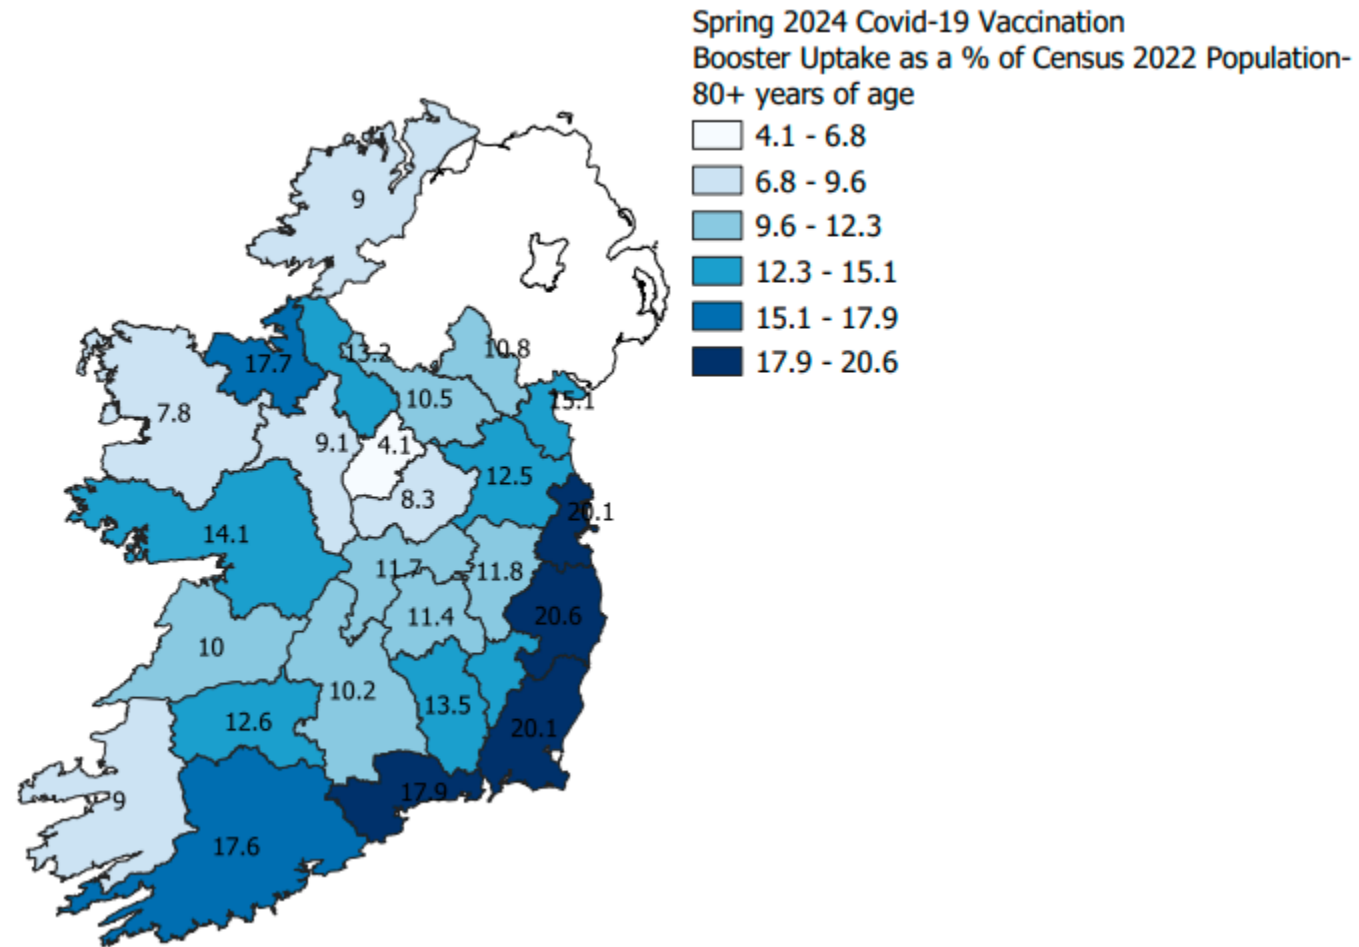 Spring 2024 Covid-19 Vaccination
Booster Uptake as a % of Census 2022 Population-
80+ years of age
4.1 - 6.8
6.8 - 9.6
9.6 - 12.3
12.3 - 15.1
15.1 - 17.9
17.9 - 20.6
9
13.2
10.8
17.7
10.5
15.1
7.8
9.1
4.1
12.5
8.3
20.1
14.1
11.7
11.8
11.4
20.6
10
10.2
13.5
12.6
20.1
17.9
9
17.6